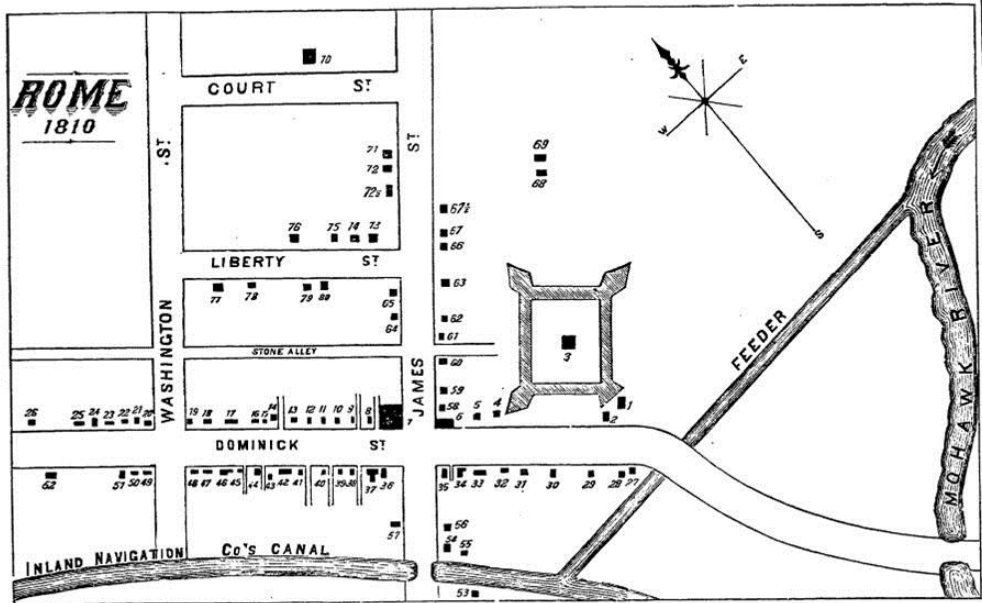 ROME
1810
70
COURT ST.
ST.
ST
71
72
72½
76 75 74 73
LIBERTY ST.
69
68
67½
67
66
63
62
61
E
W
S
77 78 79 80
65
64
STONE ALLEY
WASHINGTON
JAMES
3
FEEDER
MOHAWK RIVER
60
59
58
6 5 4
1
2
26 25 24 23 22 21 20
19 18 17 16 15 14 13 12 11 10 9 8 7
DOMINICK ST.
52 51 50 49
48 47 46 45 44 43 42 41 40 39 38 37 36
35 34 33 32 31 30 29 28 27
57
56
54 55
INLAND NAVIGATION CO'S CANAL
53